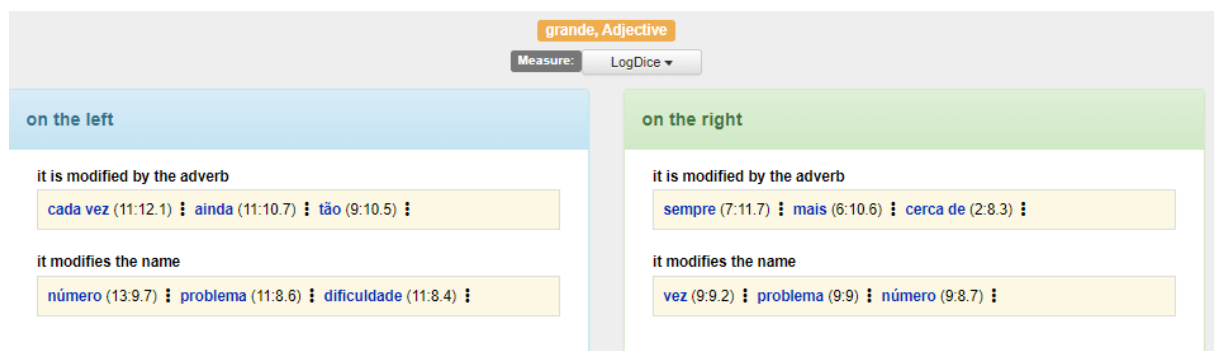 grande, Adjective
Measure: LogDice
on the left
it is modified by the adverb
cada vez (11:12.1) ⋮ ainda (11:10.7) ⋮ tão (9:10.5) ⋮
it modifies the name
número (13:9.7) ⋮ problema (11:8.6) ⋮ dificuldade (11:8.4) ⋮
on the right
it is modified by the adverb
sempre (7:11.7) ⋮ mais (6:10.6) ⋮ cerca de (2:8.3) ⋮
it modifies the name
vez (9:9.2) ⋮ problema (9:9) ⋮ número (9:8.7) ⋮